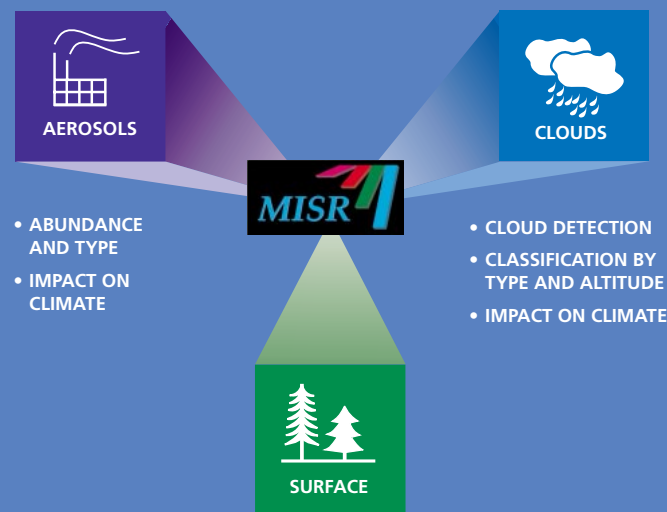 AEROSOLS
CLOUDS
MISR
• ABUNDANCE
AND TYPE
• IMPACT ON
CLIMATE
• CLOUD DETECTION
• CLASSIFICATION BY
TYPE AND ALTITUDE
• IMPACT ON CLIMATE
SURFACE